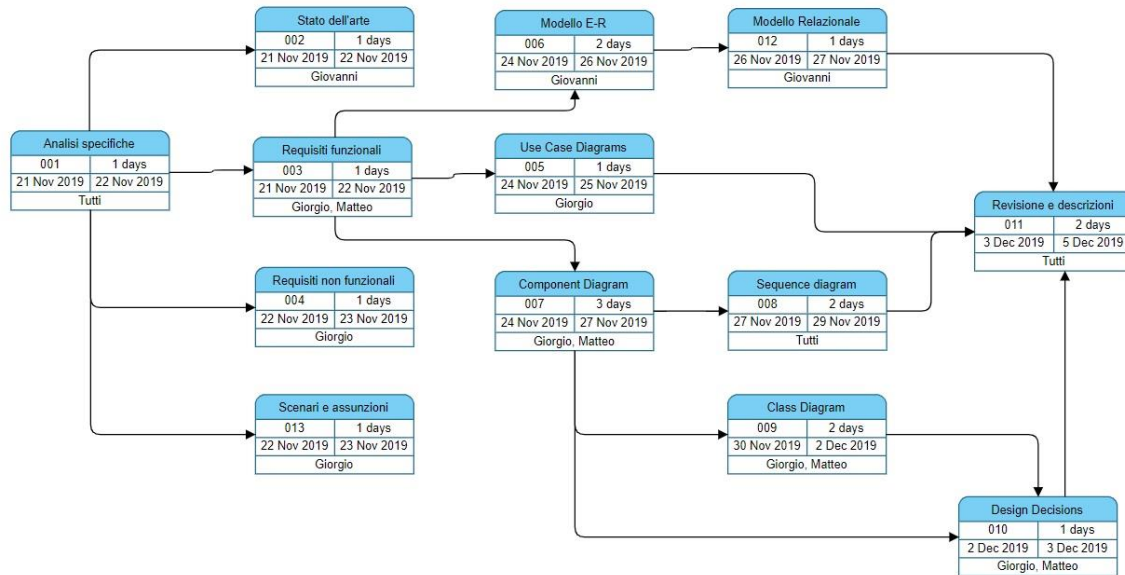 Stato dell'arte
002 1 days
21 Nov 2019 22 Nov 2019
Giovanni
Modello E-R
006 2 days
24 Nov 2019 26 Nov 2019
Giovanni
Modello Relazionale
012 1 days
26 Nov 2019 27 Nov 2019
Giovanni
Analisi specifiche
001 1 days
21 Nov 2019 22 Nov 2019
Tutti
Requisiti funzionali
003 1 days
21 Nov 2019 22 Nov 2019
Giorgio, Matteo
Use Case Diagrams
005 1 days
24 Nov 2019 25 Nov 2019
Giorgio
Revisione e descrizioni
011 2 days
3 Dec 2019 5 Dec 2019
Tutti
Requisiti non funzionali
004 1 days
22 Nov 2019 23 Nov 2019
Giorgio
Component Diagram
007 3 days
24 Nov 2019 27 Nov 2019
Giorgio, Matteo
Sequence diagram
008 2 days
27 Nov 2019 29 Nov 2019
Tutti
Scenari e assunzioni
013 1 days
22 Nov 2019 23 Nov 2019
Giorgio
Class Diagram
009 2 days
30 Nov 2019 2 Dec 2019
Giorgio, Matteo
Design Decisions
010 1 days
2 Dec 2019 3 Dec 2019
Giorgio, Matteo